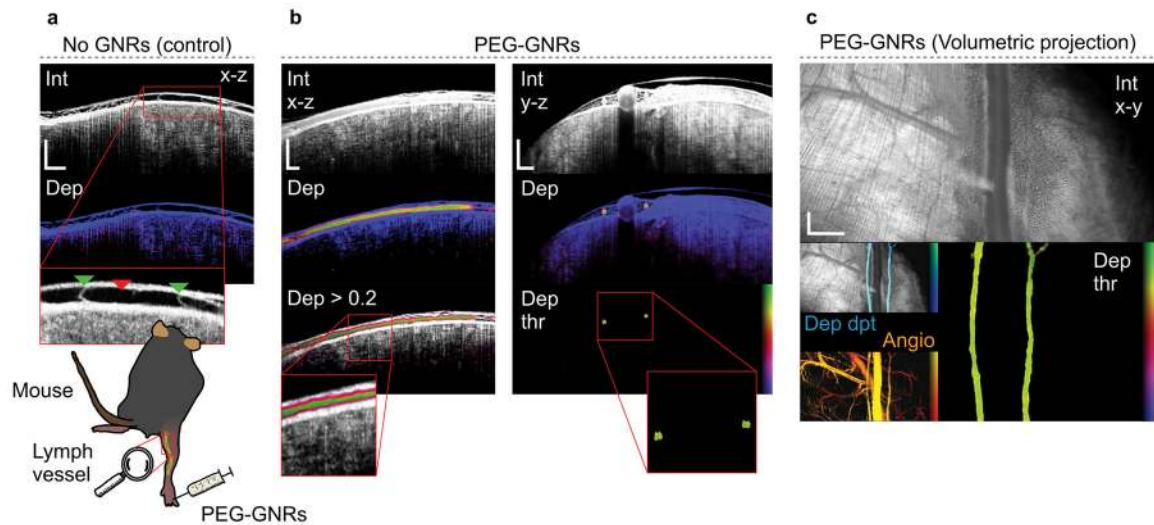 a
No GNRs (control)
Int
x-z
Dep
Mouse
Lymph
vessel
PEG-GNRs
b
PEG-GNRs
Int
x-z
Dep
Dep > 0.2
Int
y-z
Dep
Dep
thr
c
PEG-GNRs (Volumetric projection)
Int
x-y
Dep dpt
Angio
Dep
thr